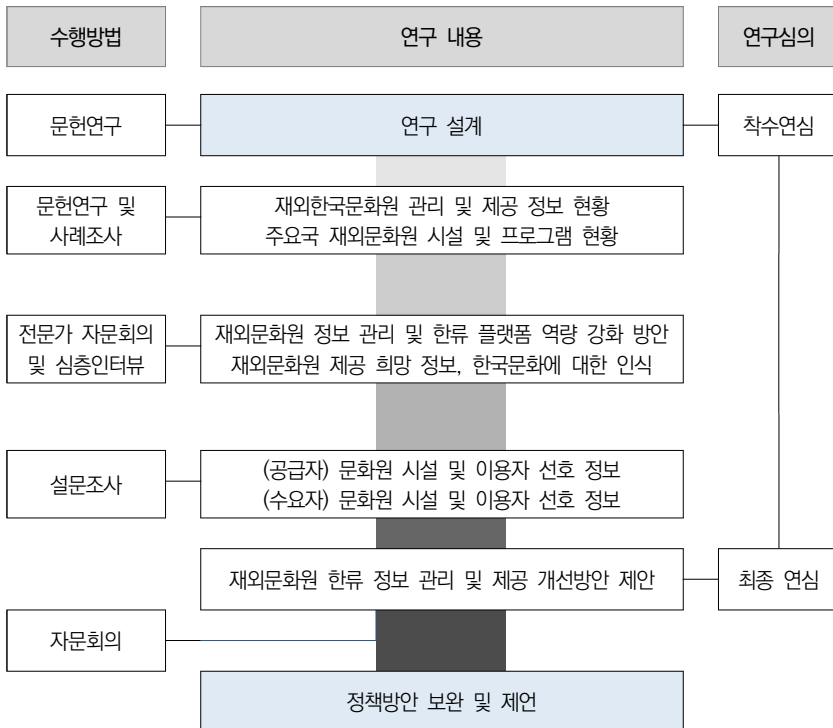 수행방법
연구 내용
연구심의
문헌연구
연구 설계
착수연심
문헌연구 및
사례조사
재외한국문화원 관리 및 제공 정보 현황
주요국 재외문화원 시설 및 프로그램 현황
전문가 자문회의
및 심층인터뷰
재외문화원 정보 관리 및 한류 플랫폼 역량 강화 방안
재외문화원 제공 희망 정보, 한국문화에 대한 인식
설문조사
(공급자) 문화원 시설 및 이용자 선호 정보
(수요자) 문화원 시설 및 이용자 선호 정보
재외문화원 한류 정보 관리 및 제공 개선방안 제안
최종 연심
자문회의
정책방안 보완 및 제언